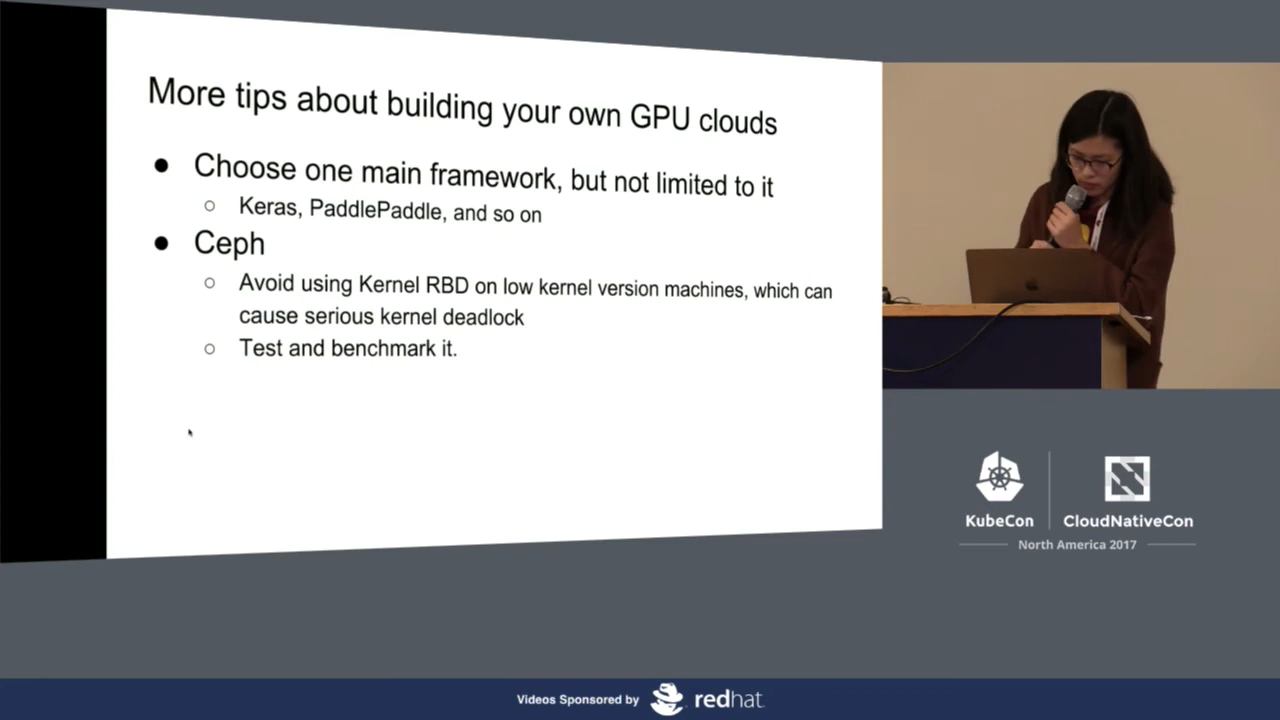 More tips about building your own GPU clouds
● Choose one main framework, but not limited to it
○ Keras, PaddlePaddle, and so on
● Ceph
○ Avoid using Kernel RBD on low kernel version machines, which can
cause serious kernel deadlock
○ Test and benchmark it.
KubeCon
CloudNativeCon
North America 2017
Videos Sponsored by redhat